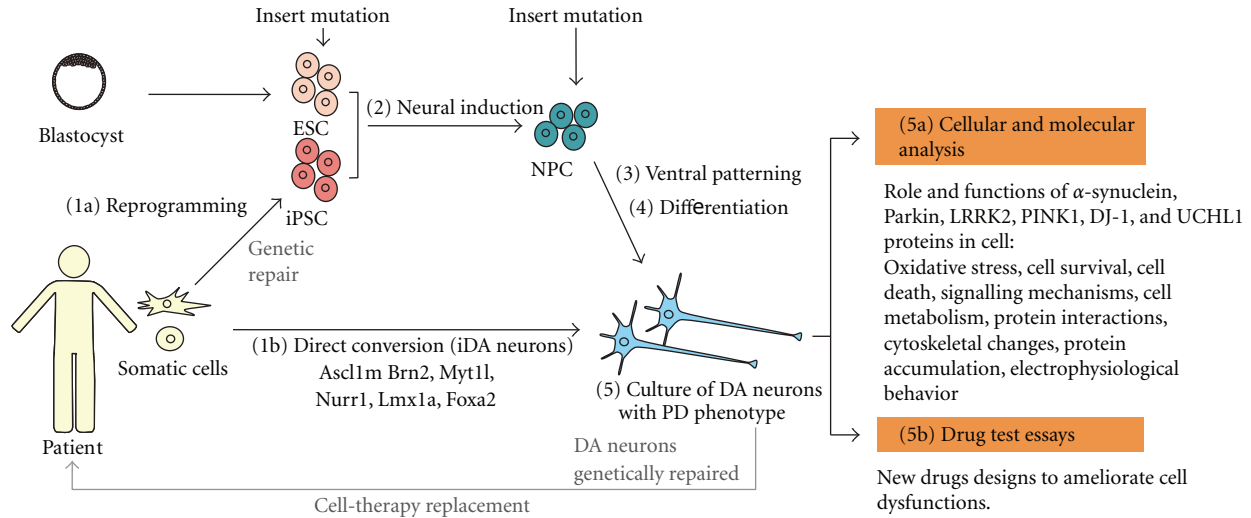 Insert mutation
Insert mutation
Blastocyst
ESC
(2) Neural induction
iPSC
NPC
(1a) Reprogramming
Genetic
repair
(3) Ventral patterning
(4) Differentiation
Somatic cells
Patient
(1b) Direct conversion (iDA neurons)
Ascl1m Brn2, Myt1l,
Nurr1, Lmx1a, Foxa2
(5) Culture of DA neurons
with PD phenotype
DA neurons
genetically repaired
Cell-therapy replacement
(5a) Cellular and molecular
analysis
Role and functions of α-synuclein,
Parkin, LRRK2, PINK1, DJ-1, and UCHL1
proteins in cell:
Oxidative stress, cell survival, cell
death, signalling mechanisms, cell
metabolism, protein interactions,
cytoskeletal changes, protein
accumulation, electrophysiological
behavior
(5b) Drug test essays
New drugs designs to ameliorate cell
dysfunctions.